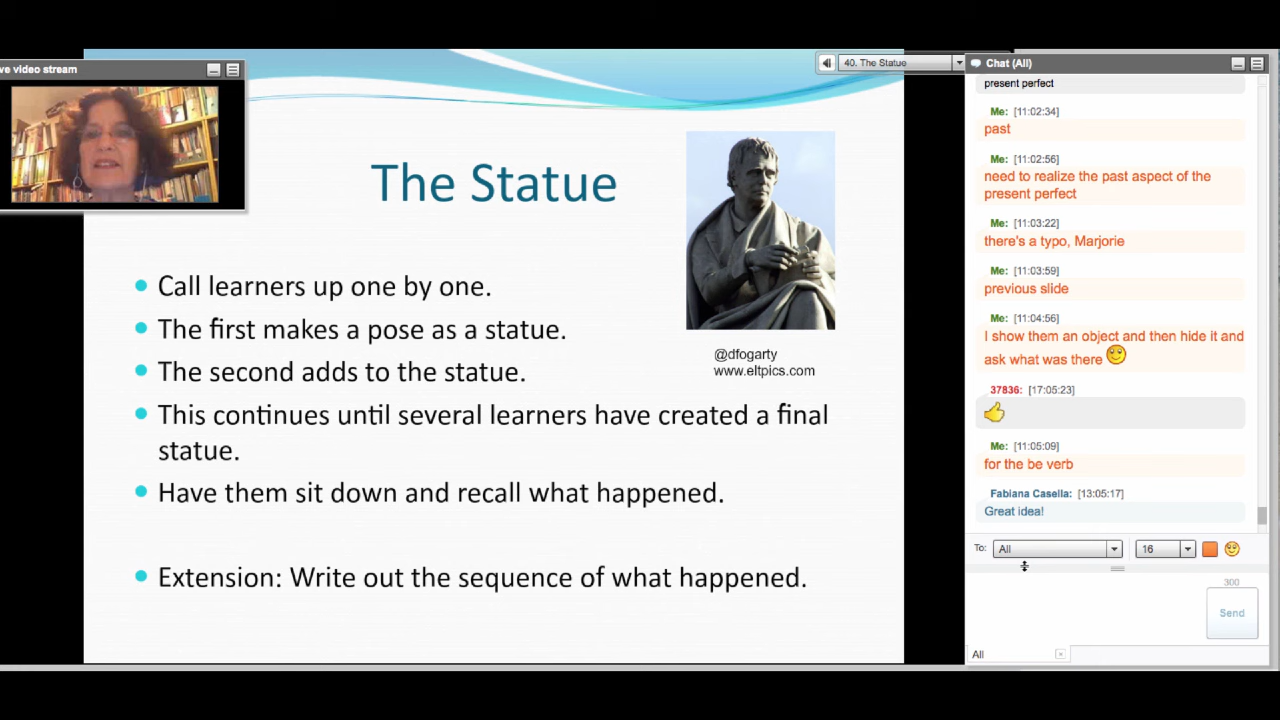 ve video stream
40. The Statue
The Statue
@dfogarty
www.eltpics.com
Call learners up one by one.
The first makes a pose as a statue.
The second adds to the statue.
This continues until several learners have created a final
statue.
Have them sit down and recall what happened.
Extension: Write out the sequence of what happened.
Chat (All)
present perfect
Me: [11:02:34]
past
Me: [11:02:56]
need to realize the past aspect of the
present perfect
Me: [11:03:22]
there's a typo, Marjorie
Me: [11:03:59]
previous slide
Me: [11:04:56]
I show them an object and then hide it and
ask what was there
37836: [17:05:23]
Me: [11:05:09]
for the be verb
Fabiana Casella: [13:05:17]
Great idea!
To: All 16
300
Send
All